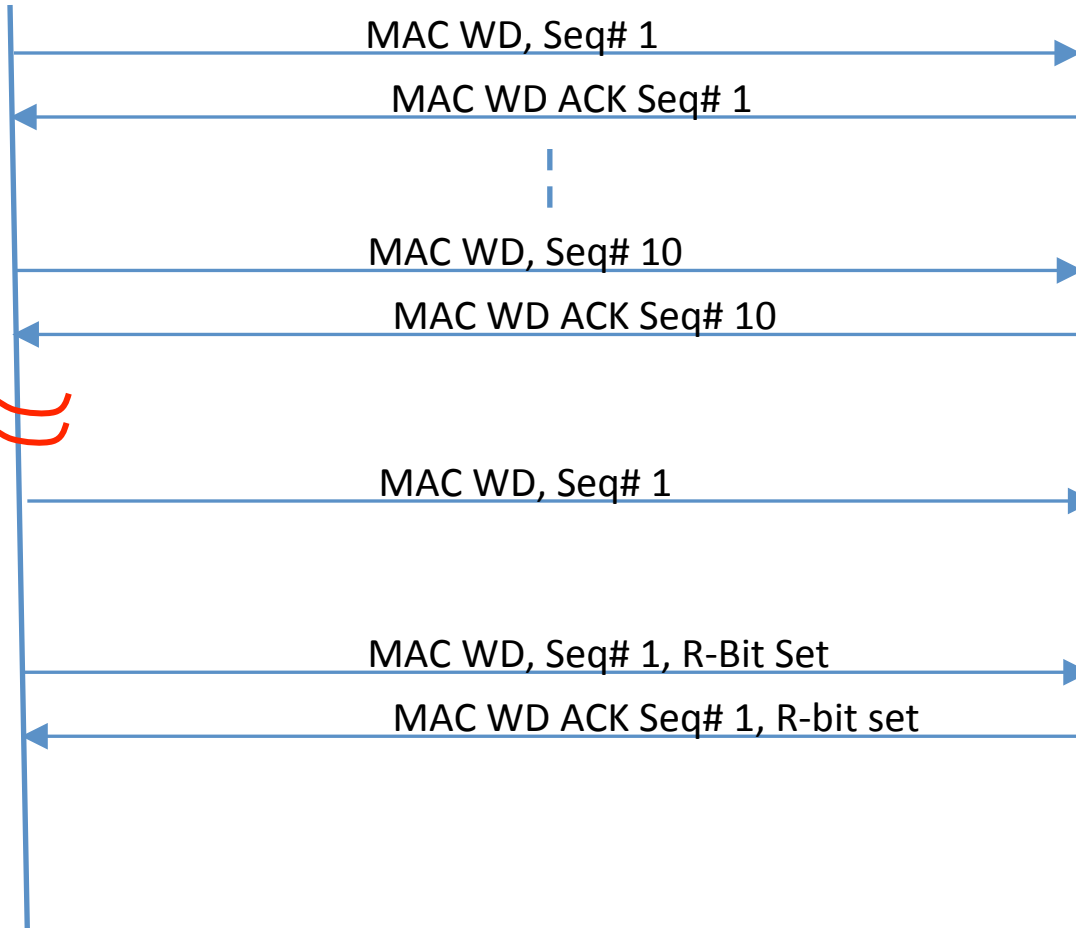 MAC WD, Seq# 1
MAC WD ACK Seq# 1
MAC WD, Seq# 10
MAC WD ACK Seq# 10
MAC WD, Seq# 1
MAC WD, Seq# 1, R-Bit Set
MAC WD ACK Seq# 1, R-bit set